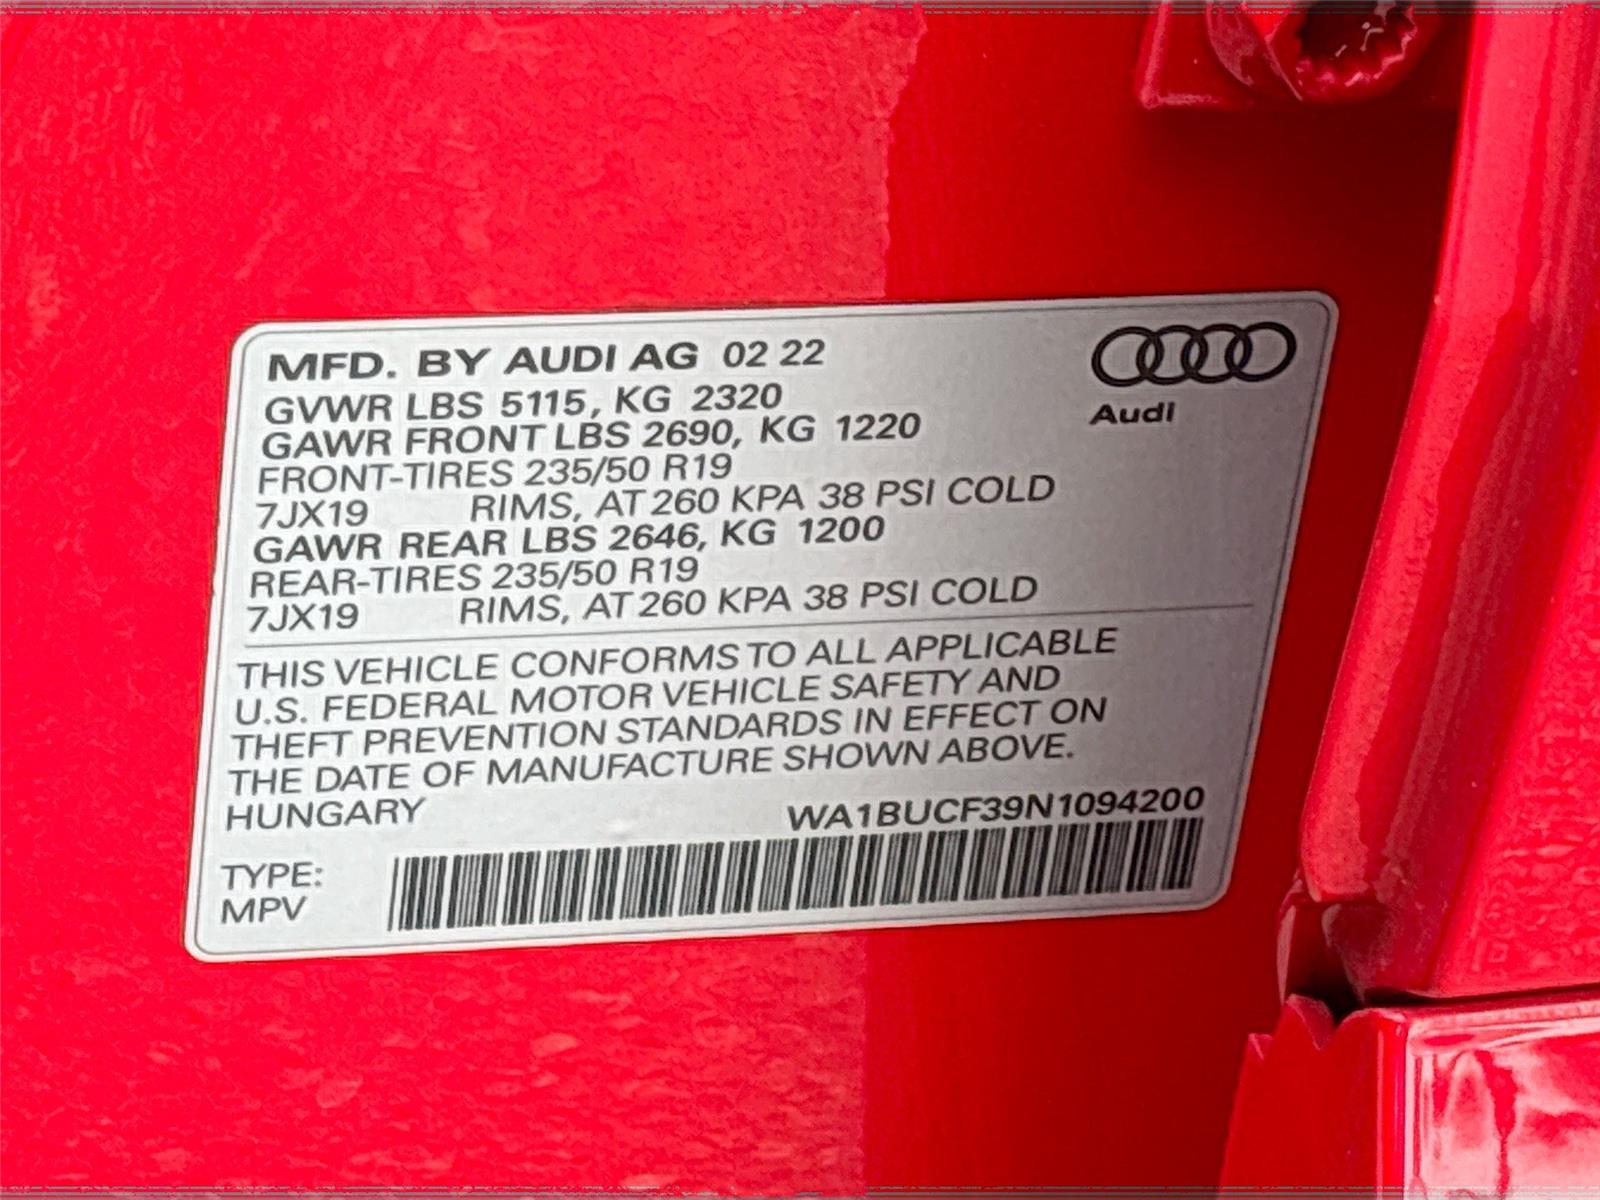 MFD. BY AUDI AG 02 22
GVWR LBS 5115, KG 2320
GAWR FRONT LBS 2690, KG 1220
FRONT-TIRES 235/50 R19
7JX19 RIMS, AT 260 KPA 38 PSI COLD
GAWR REAR LBS 2646, KG 1200
REAR-TIRES 235/50 R19
7JX19 RIMS, AT 260 KPA 38 PSI COLD
Audi
THIS VEHICLE CONFORMS TO ALL APPLICABLE
U.S. FEDERAL MOTOR VEHICLE SAFETY AND
THEFT PREVENTION STANDARDS IN EFFECT ON
THE DATE OF MANUFACTURE SHOWN ABOVE.
HUNGARY WA1BUCF39N1094200
TYPE:
MPV